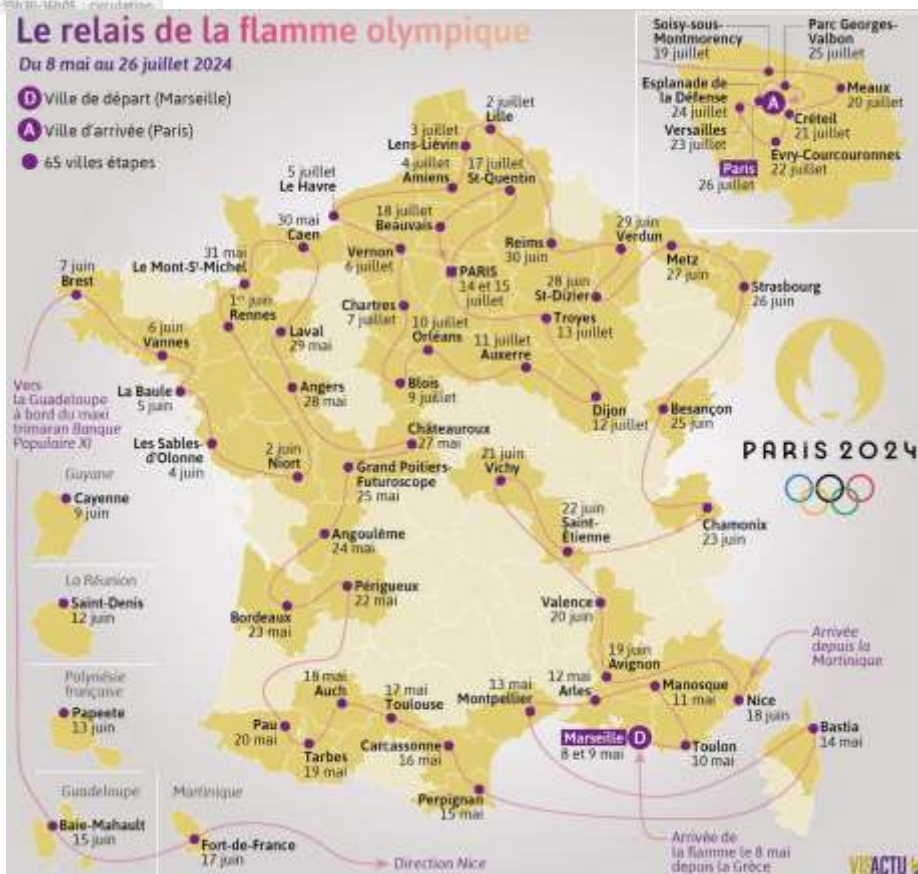 15h30-16h05 : circulation
Le relais de la flamme olympique
Du 8 mai au 26 juillet 2024
D Ville de départ (Marseille)
A Ville d'arrivée (Paris)
65 villes étapes
Soisy-sous-
Montmorency
19 juillet
Parc Georges-
Valbon
25 juillet
Esplanade de
la Défense
24 juillet
A
Meaux
20 juillet
Créteil
21 juillet
Versailles
23 juillet
Evry-Courcouronnes
22 juillet
Paris
26 juillet
2 juillet
Lille
3 juillet
Lens-Liévin
4 juillet
Amiens
17 juillet
St-Quentin
5 juillet
Le Havre
18 juillet
Beauvais
30 mai
Caen
Vernon
6 juillet
Reims
30 juin
29 juin
Verdun
Metz
27 juin
31 mai
Le Mont-St-Michel
7 juin
Brest
PARIS
14 et 15
juillet
28 juin
St-Dizier
Strasbourg
26 juin
1er juin
Rennes
Chartres
7 juillet
Troyes
13 juillet
6 juin
Vannes
Laval
29 mai
10 juillet
Orléans
11 juillet
Auxerre
Vers
la Guadeloupe
à bord du maxi
trimaran Banque
Populaire XI
La Baule
5 juin
Angers
28 mai
Blois
9 juillet
Dijon
12 juillet
Besançon
25 juin
Les Sables-
d'Olonne
4 juin
2 juin
Niort
Châteauroux
27 mai
PARIS 2024
Grand Poitiers-
Futuroscope
25 mai
21 juin
Vichy
Guyane
Cayenne
9 juin
Angoulême
24 mai
22 juin
Saint-
Étienne
Chamonix
23 juin
La Réunion
Saint-Denis
12 juin
Périgueux
22 mai
Bordeaux
23 mai
Valence
20 juin
19 juin
Avignon
Arrivée
depuis la
Martinique
Polynésie
française
Papeete
13 juin
18 mai
Auch
17 mai
Toulouse
13 mai
Montpellier
12 mai
Arles
Manosque
11 mai
Nice
18 juin
Pau
20 mai
Tarbes
19 mai
Carcassonne
16 mai
Marseille D
8 et 9 mai
Toulon
10 mai
Bastia
14 mai
Perpignan
15 mai
Guadeloupe
Baie-Mahault
15 juin
Martinique
Fort-de-France
17 juin
Direction Nice
Arrivée de
la flamme le 8 mai
depuis la Grèce
VISACTU